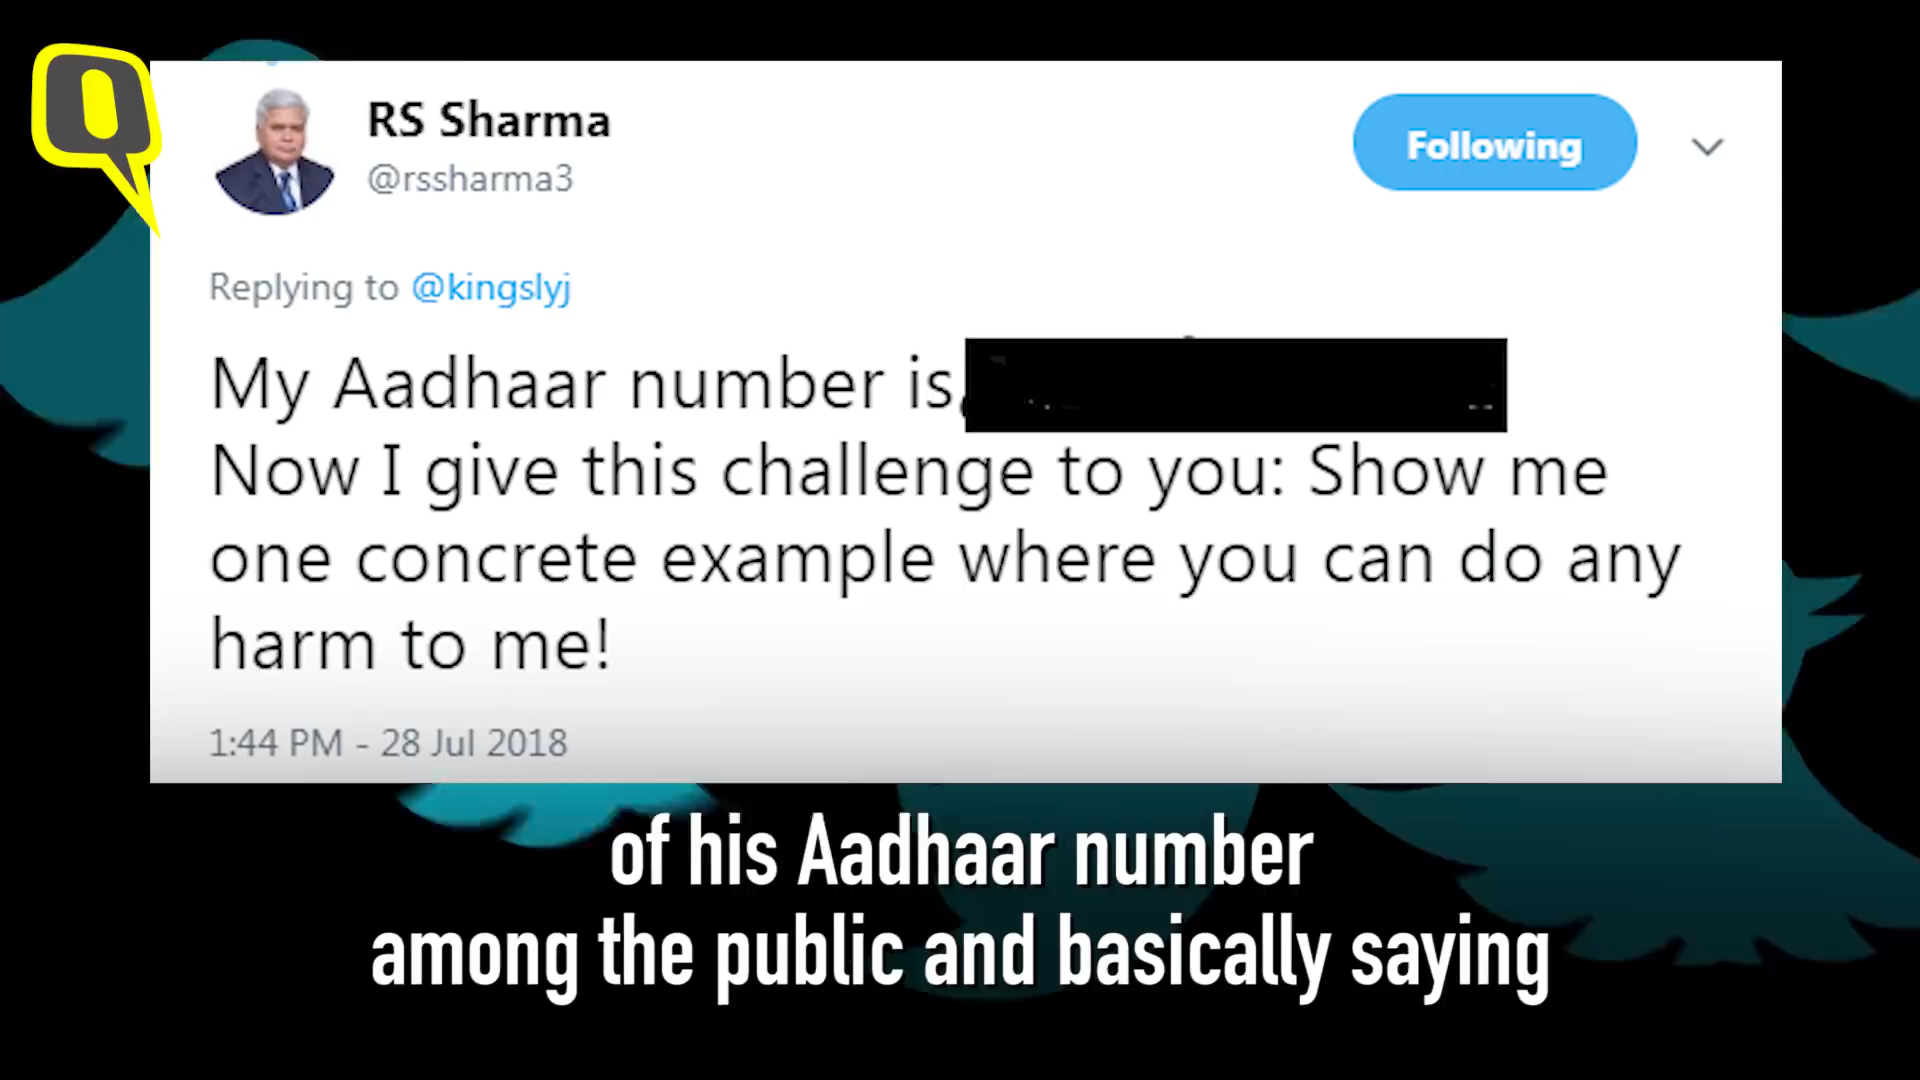 Q
RS Sharma
@rssharma3
Following
Replying to @kingslyj
My Aadhaar number is
Now I give this challenge to you: Show me
one concrete example where you can do any
harm to me!
1:44 PM - 28 Jul 2018
of his Aadhaar number
among the public and basically saying